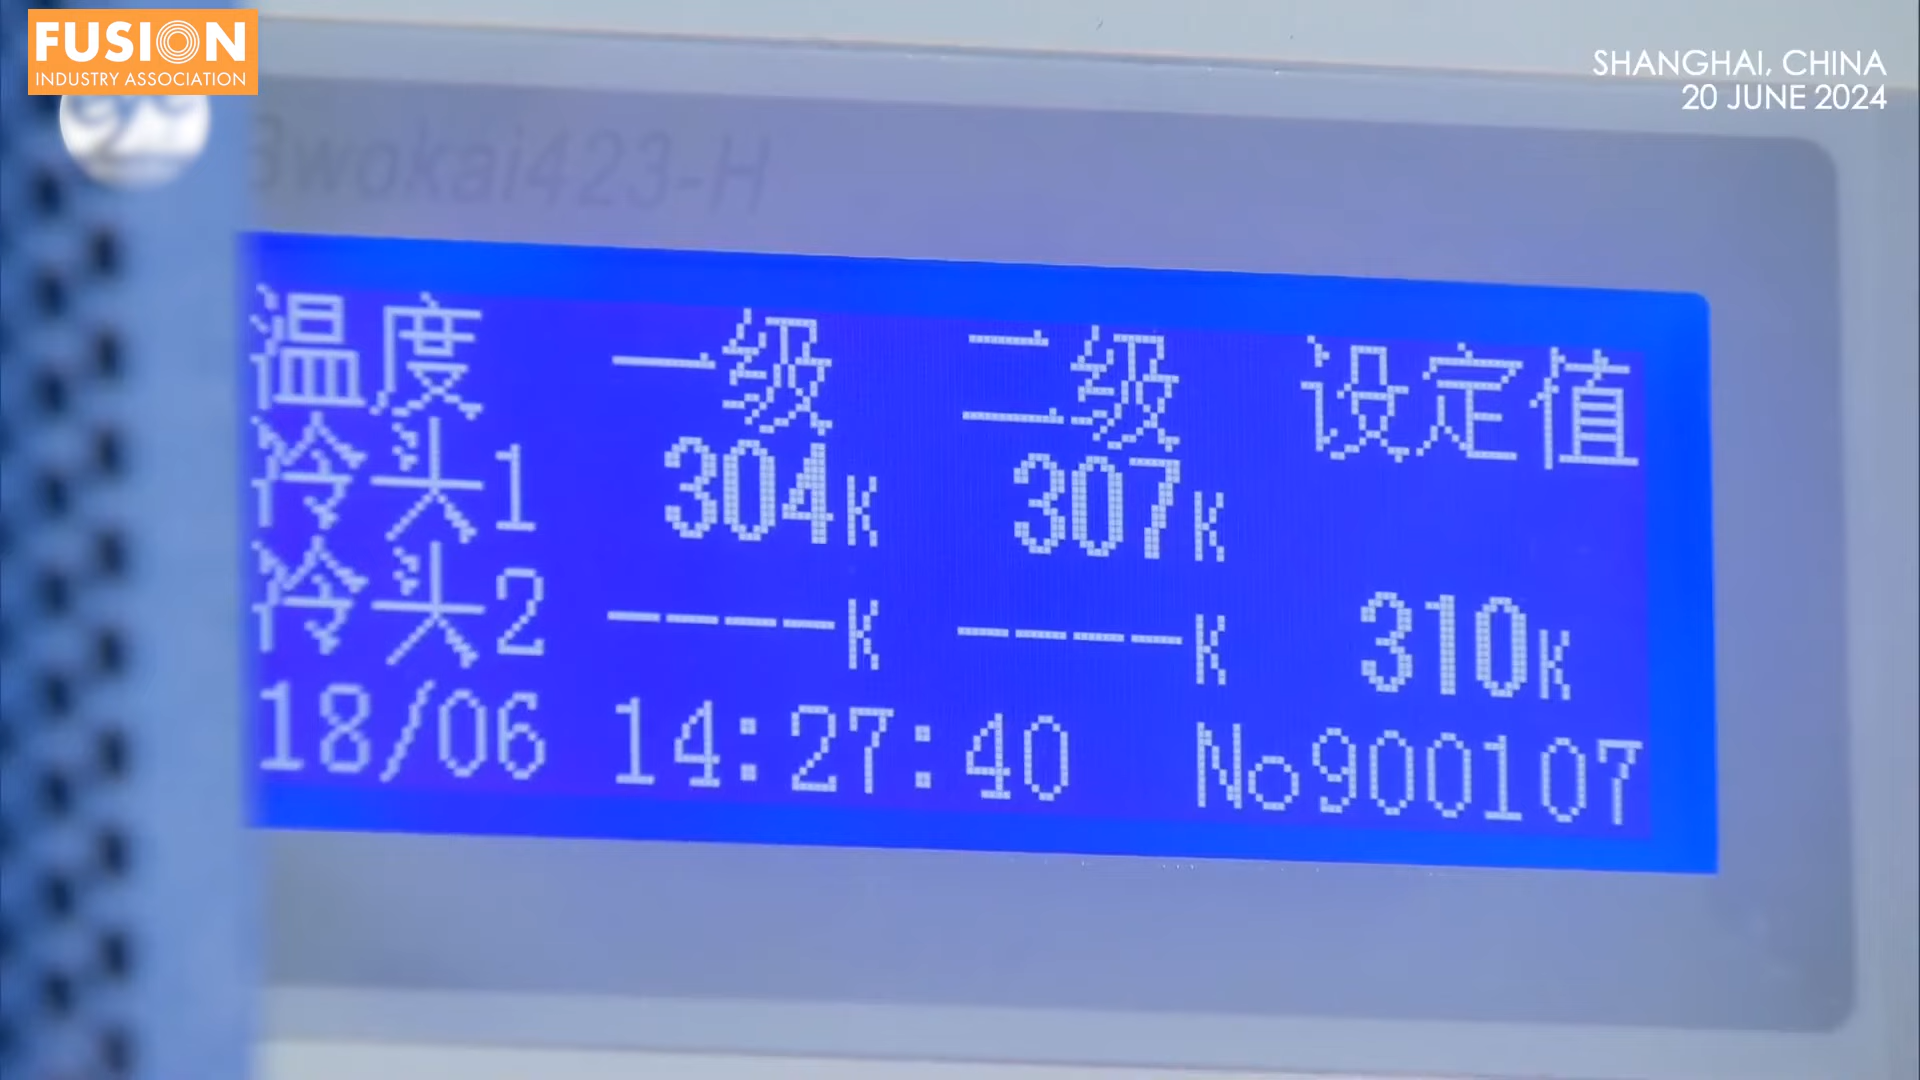 FUSION
INDUSTRY ASSOCIATION
SHANGHAI, CHINA
20 JUNE 2024
wokai423-H
温度 一级 二级 设定值
冷头1 304K 307K
冷头2 ----K ----K 310K
18/06 14:27:40 No900107